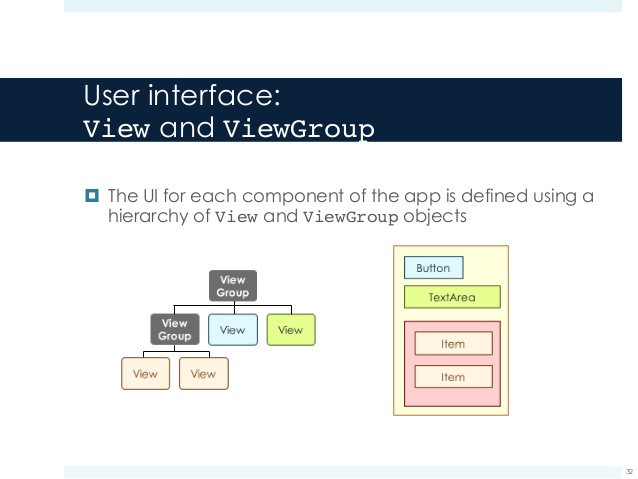 User interface:
View and ViewGroup
The UI for each component of the app is defined using a
hierarchy of View and ViewGroup objects
View
Group
View
Group
View
View
View
View
Button
TextArea
Item
Item
32